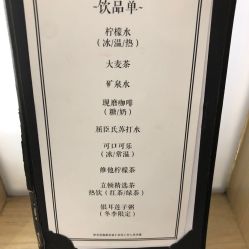 ~饮品单~
柠檬水
（冰/温/热）
大麦茶
矿泉水
现磨咖啡
（糖/奶）
屈臣氏苏打水
可口可乐
（冰/常温）
维他柠檬茶
立顿精选茶
热饮（红茶/绿茶）
银耳莲子粥
（冬季限定）